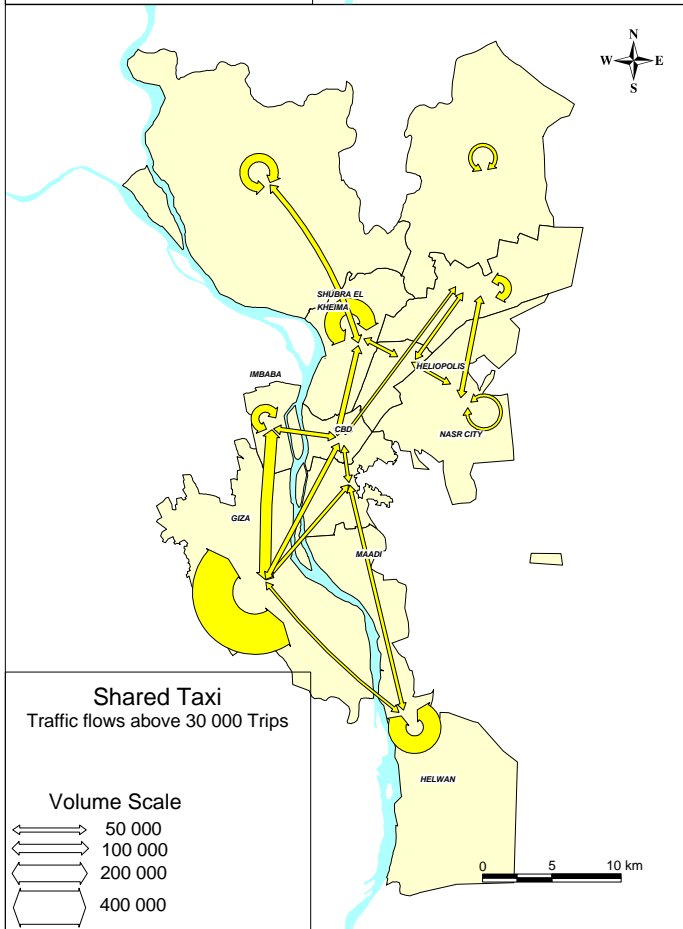 N
W E
S
SHUBRA EL
KHEIMA
HELIOPOLIS
IMBABA
CBD
NASR CITY
GIZA
MAADI
HELWAN
Shared Taxi
Traffic flows above 30 000 Trips
Volume Scale
50 000
100 000
200 000
400 000
0 5 10 km